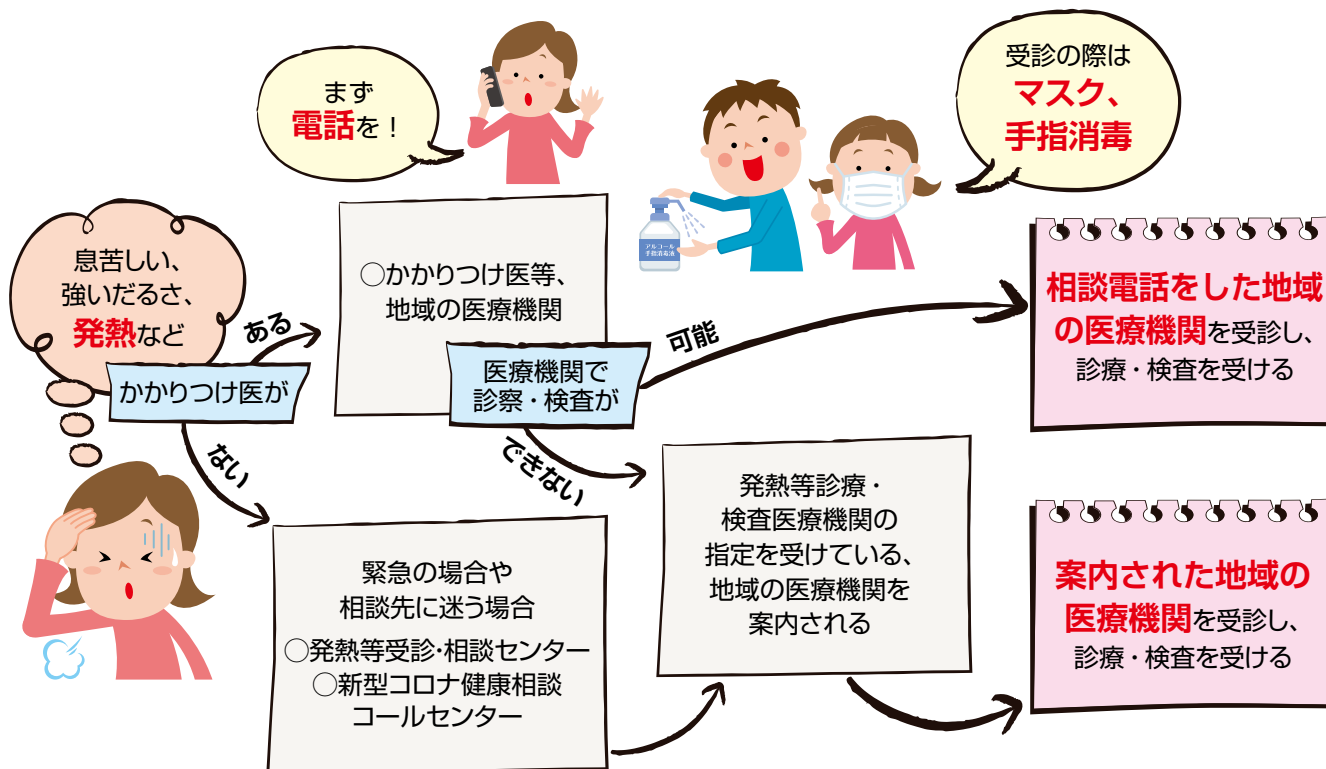 まず
電話を！
受診の際は
マスク、
手指消毒
アルコール
手指消毒液
息苦しい、
強いだるさ、
発熱など
かかりつけ医が
ある
ない
○かかりつけ医等、
地域の医療機関
医療機関で
診察・検査が
可能
できない
相談電話をした地域
の医療機関を受診し、
診療・検査を受ける
緊急の場合や
相談先に迷う場合
○発熱等受診・相談センター
○新型コロナ健康相談
コールセンター
発熱等診療・
検査医療機関の
指定を受けている、
地域の医療機関を
案内される
案内された地域の
医療機関を受診し、
診療・検査を受ける